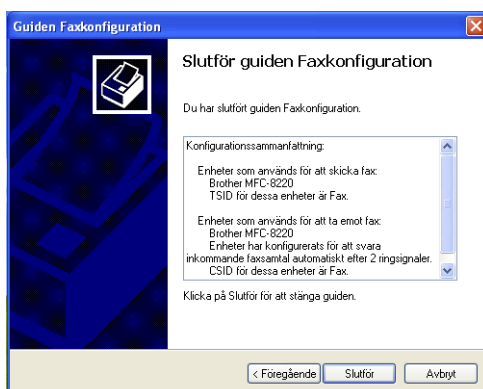 Guiden Faxkonfiguration
Slutför guiden Faxkonfiguration
Du har slutfört guiden Faxkonfiguration.
Konfigurationssammanfattning:
Enheter som används för att skicka fax:
Brother MFC-8220
TSID för dessa enheter är Fax.
Enheter som används för att ta emot fax:
Brother MFC-8220
Enheter har konfigurerats för att svara
inkommande faxsamtal automatiskt efter 2 ringsignaler.
CSID för dessa enheter är Fax.
Klicka på Slutför för att stänga guiden.
< Föregående
Slutför
Avbryt